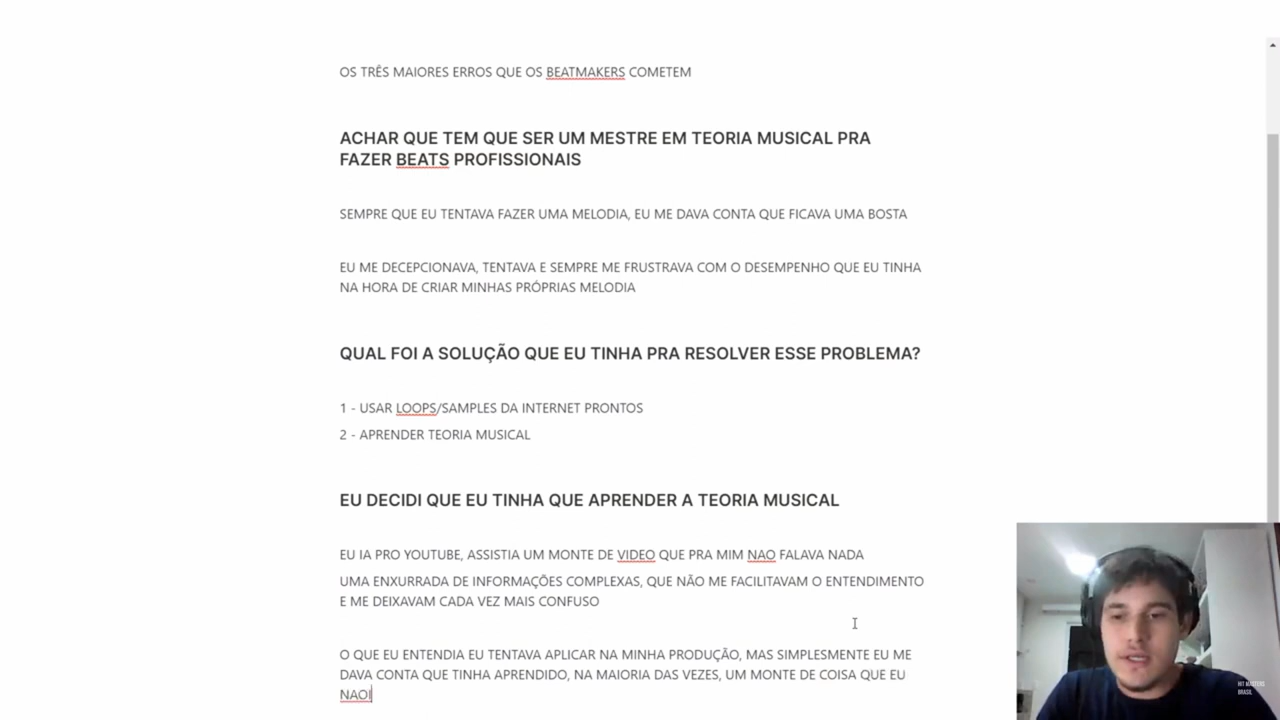 OS TRÊS MAIORES ERROS QUE OS BEATMAKERS COMETEM
ACHAR QUE TEM QUE SER UM MESTRE EM TEORIA MUSICAL PRA
FAZER BEATS PROFISSIONAIS
SEMPRE QUE EU TENTAVA FAZER UMA MELODIA, EU ME DAVA CONTA QUE FICAVA UMA BOSTA
EU ME DECEPCIONAVA, TENTAVA E SEMPRE ME FRUSTRAVA COM O DESEMPENHO QUE EU TINHA
NA HORA DE CRIAR MINHAS PRÓPRIAS MELODIA
QUAL FOI A SOLUÇÃO QUE EU TINHA PRA RESOLVER ESSE PROBLEMA?
1 - USAR LOOPS/SAMPLES DA INTERNET PRONTOS
2 - APRENDER TEORIA MUSICAL
EU DECIDI QUE EU TINHA QUE APRENDER A TEORIA MUSICAL
EU IA PRO YOUTUBE, ASSISTIA UM MONTE DE VIDEO QUE PRA MIM NAO FALAVA NADA
UMA ENXURRADA DE INFORMAÇÕES COMPLEXAS, QUE NÃO ME FACILITAVAM O ENTENDIMENTO
E ME DEIXAVAM CADA VEZ MAIS CONFUSO
O QUE EU ENTENDIA EU TENTAVA APLICAR NA MINHA PRODUÇÃO, MAS SIMPLESMENTE EU ME
DAVA CONTA QUE TINHA APRENDIDO, NA MAIORIA DAS VEZES, UM MONTE DE COISA QUE EU
NAOI
HIT MASTERS
BRASIL